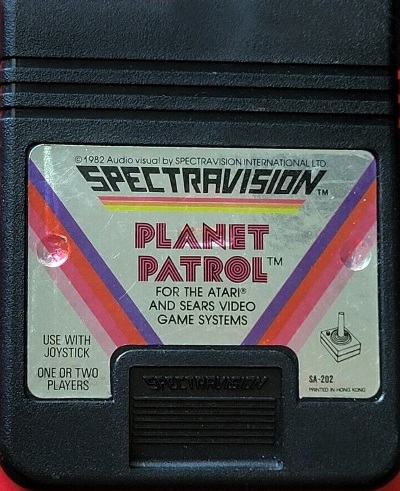 ©1982 Audio visual by SPECTRAVISION INTERNATIONAL LTD.
SPECTRAVISION™
PLANET
PATROL™
FOR THE ATARI®
AND SEARS VIDEO
GAME SYSTEMS
USE WITH
JOYSTICK
ONE OR TWO
PLAYERS
SA-202
PRINTED IN HONG KONG
SPECTRAVISION